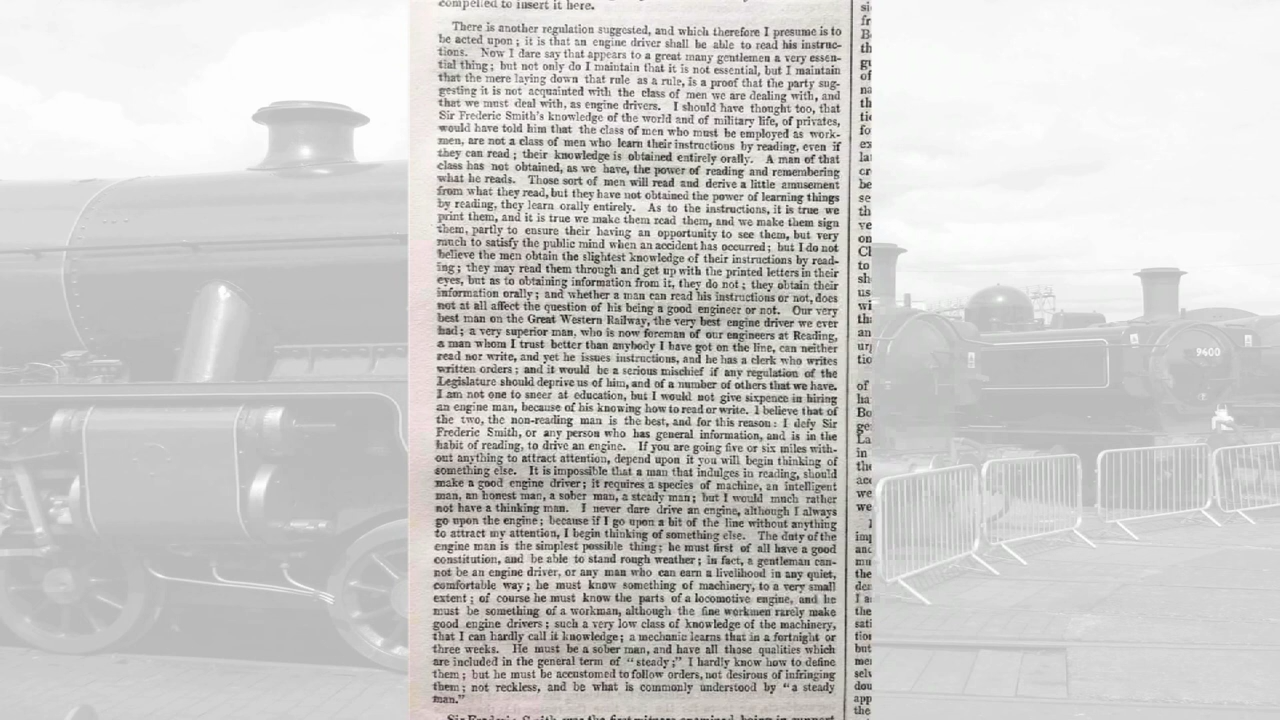 compelled to insert it here.
There is another regulation suggested, and which therefore I presume is to
be acted upon; it is that an engine driver shall be able to read his instruc-
tions. Now I dare say that appears to a great many gentlemen a very essen-
tial thing; but not only do I maintain that it is not essential, but I maintain
that the mere laying down that rule as a rule, is a proof that the party sug-
gesting it is not acquainted with the class of men we are dealing with, and
that we must deal with, as engine drivers. I should have thought too, that
Sir Frederic Smith's knowledge of the world and of military life, of privates,
would have told him that the class of men who must be employed as work-
men, are not a class of men who learn their instructions by reading, even if
they can read; their knowledge is obtained entirely orally. A man of that
class has not obtained, as we have, the power of reading and remembering
what he reads. Those sort of men will read and derive a little amusement
from what they read, but they have not obtained the power of learning things
by reading, they learn orally entirely. As to the instructions, it is true we
print them, and it is true we make them read them, and we make them sign
them, partly to ensure their having an opportunity to see them, but very
much to satisfy the public mind when an accident has occurred; but I do not
believe the men obtain the slightest knowledge of their instructions by read-
ing; they may read them through and get up with the printed letters in their
eyes, but as to obtaining information from it, they do not; they obtain their
information orally; and whether a man can read his instructions or not, does
not at all affect the question of his being a good engineer or not. Our very
best man on the Great Western Railway, the very best engine driver we ever
had; a very superior man, who is now foreman of our engineers at Reading,
a man whom I trust better than anybody I have got on the line, can neither
read nor write, and yet he issues instructions, and he has a clerk who writes
written orders; and it would be a serious mischief if any regulation of the
Legislature should deprive us of him, and of a number of others that we have.
I am not one to sneer at education, but I would not give sixpence in hiring
an engine man, because of his knowing how to read or write. I believe that of
the two, the non-reading man is the best, and for this reason: I defy Sir
Frederic Smith, or any person who has general information, and is in the
habit of reading, to drive an engine. If you are going five or six miles with-
out anything to attract attention, depend upon it you will begin thinking of
something else. It is impossible that a man that indulges in reading, should
make a good engine driver; it requires a species of machine, an intelligent
man, an honest man, a sober man, a steady man; but I would much rather
not have a thinking man. I never dare drive an engine, although I always
go upon the engine; because if I go upon a bit of the line without anything
to attract my attention, I begin thinking of something else. The duty of the
engine man is the simplest possible thing; he must first of all have a good
constitution, and be able to stand rough weather; in fact, a gentleman can-
not be an engine driver, or any man who can earn a livelihood in any quiet,
comfortable way; he must know something of machinery, to a very small
extent; of course he must know the parts of a locomotive engine, and he
must be something of a workman, although the fine workmen rarely make
good engine drivers; such a very low class of knowledge of the machinery,
that I can hardly call it knowledge; a mechanic learns that in a fortnight or
three weeks. He must be a sober man, and have all those qualities which
are included in the general term of "steady;" I hardly know how to define
them; but he must be accustomed to follow orders, not desirous of infringing
them; not reckless, and be what is commonly understood by "a steady
man."
9400